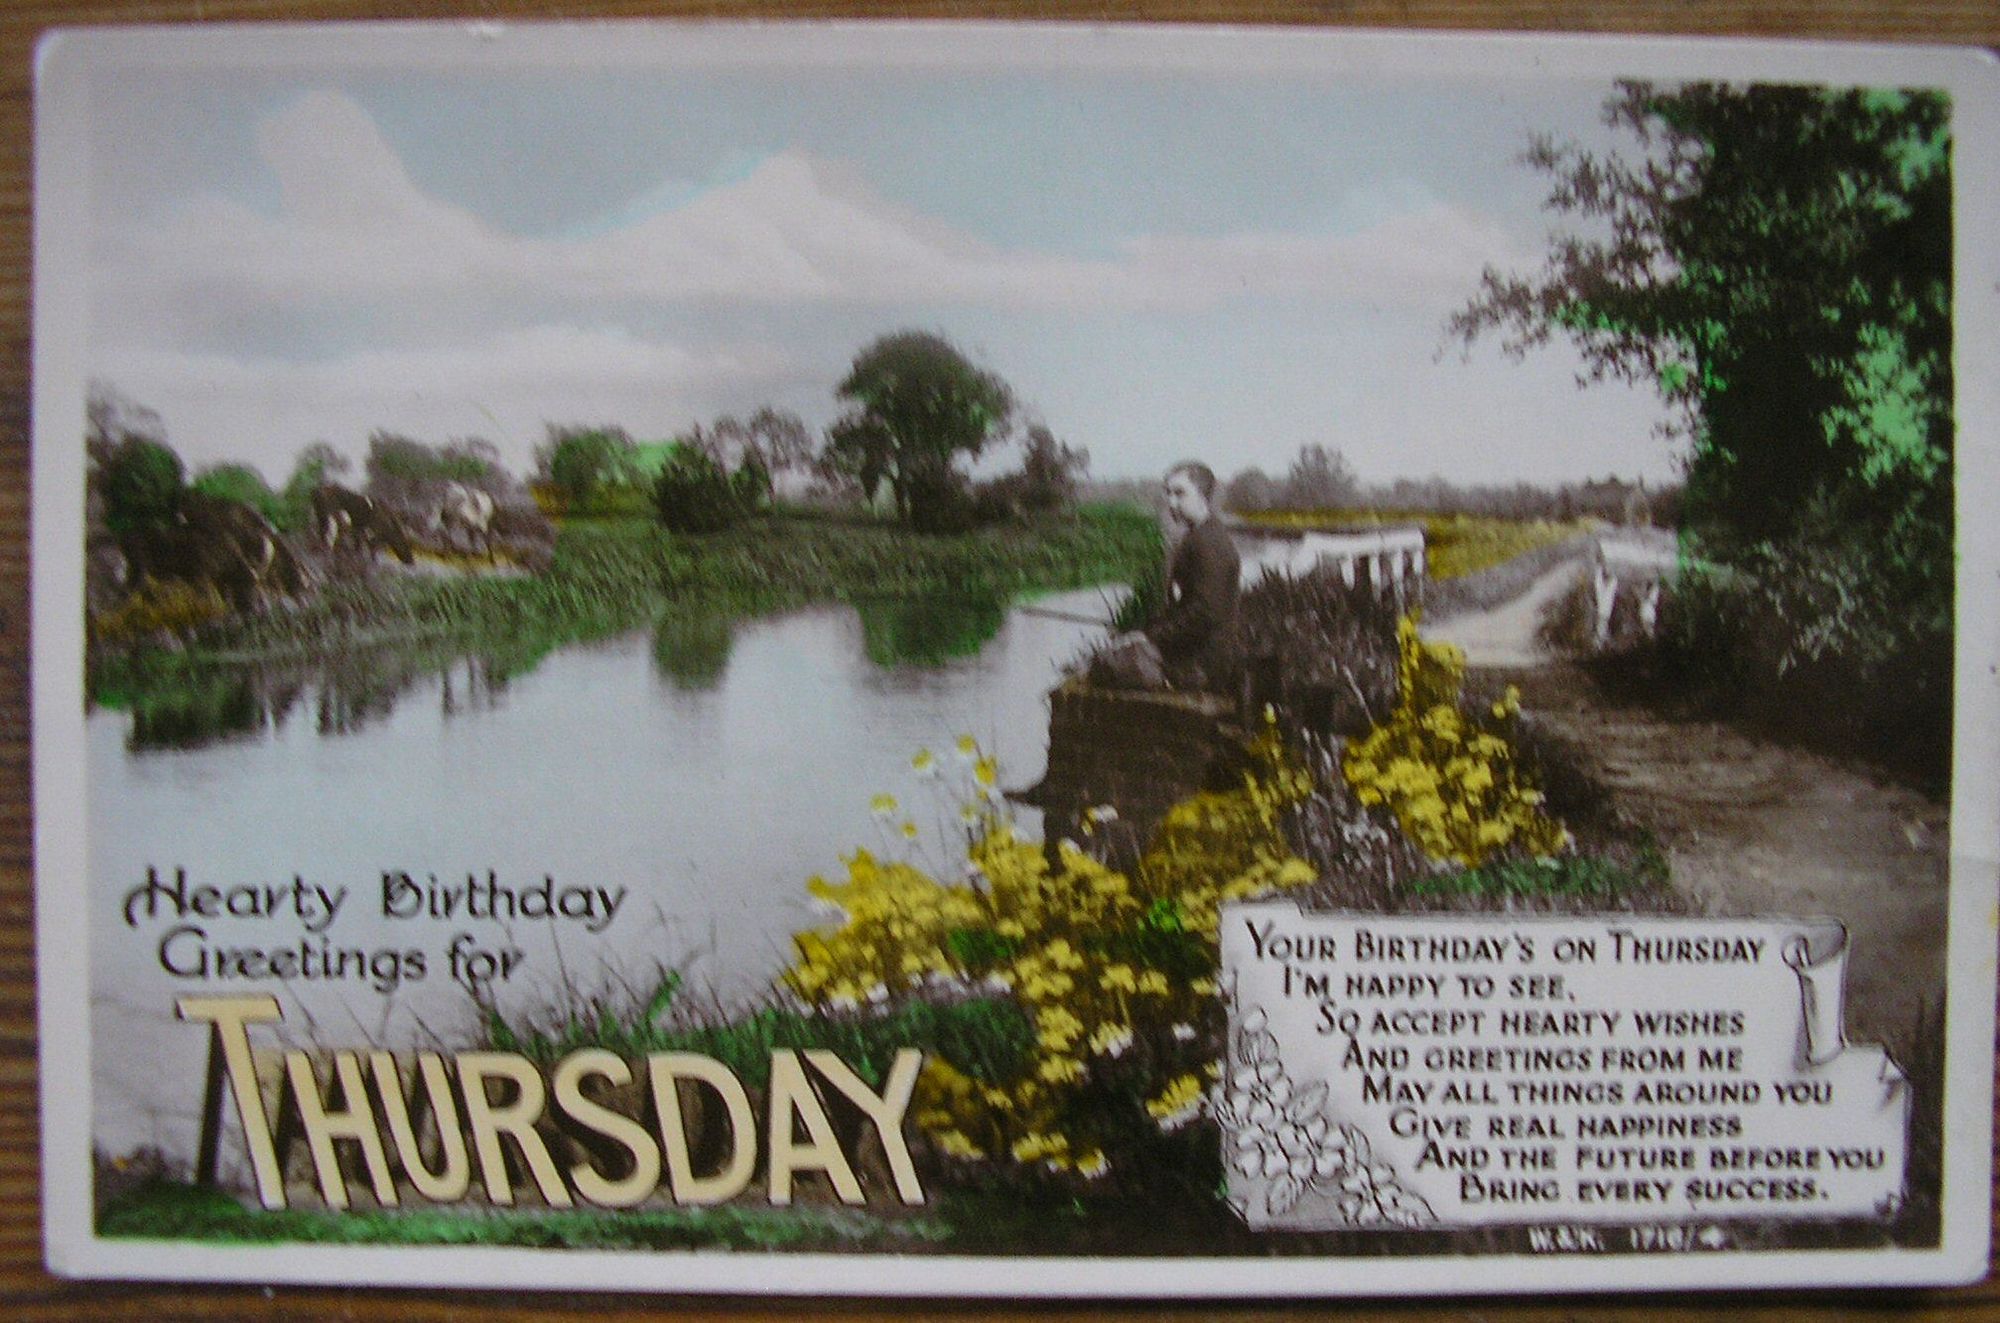 Hearty Birthday
Greetings for
THURSDAY
YOUR BIRTHDAY'S ON THURSDAY
I'M HAPPY TO SEE.
SO ACCEPT HEARTY WISHES
AND GREETINGS FROM ME
MAY ALL THINGS AROUND YOU
GIVE REAL HAPPINESS
AND THE FUTURE BEFORE YOU
BRING EVERY SUCCESS.
W.&K.